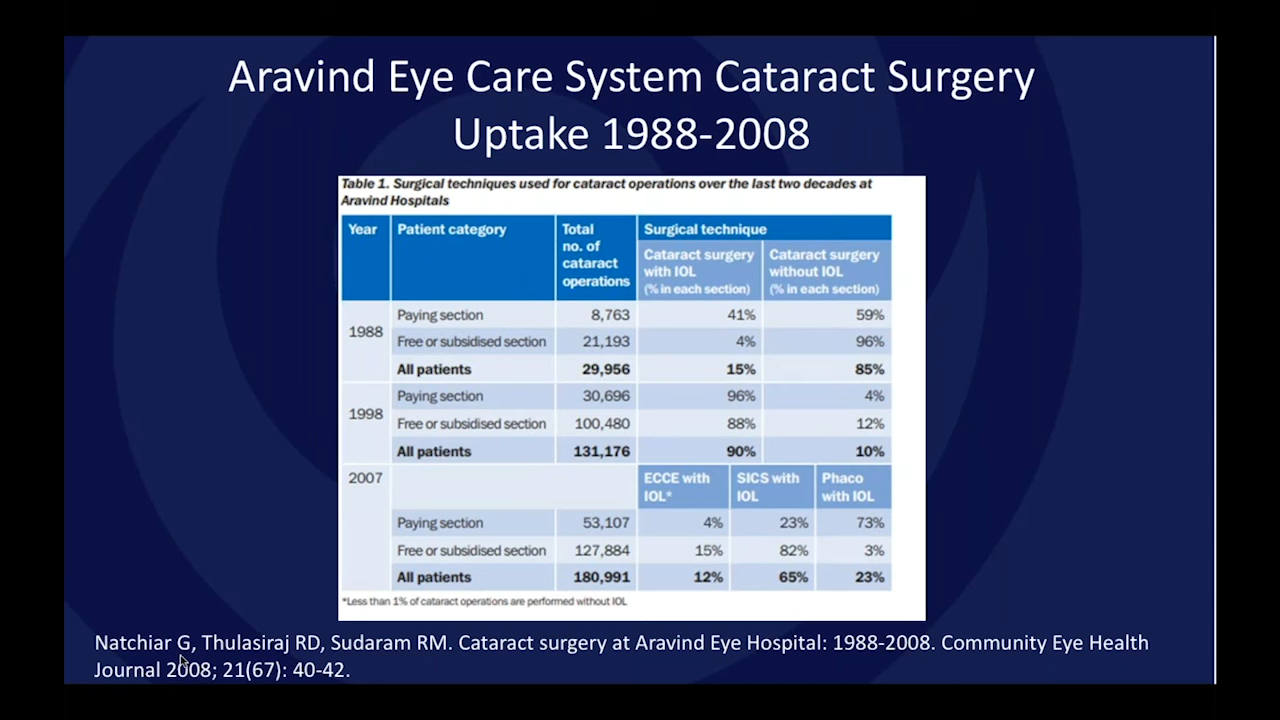 Aravind Eye Care System Cataract Surgery
Uptake 1988-2008
Table 1. Surgical techniques used for cataract operations over the last two decades at
Aravind Hospitals
Year Patient category Total no. of cataract operations Surgical technique
Cataract surgery with IOL (% in each section) Cataract surgery without IOL (% in each section)
1988
Paying section 8,763 41% 59%
Free or subsidised section 21,193 4% 96%
All patients 29,956 15% 85%
1998
Paying section 30,696 96% 4%
Free or subsidised section 100,480 88% 12%
All patients 131,176 90% 10%
2007 ECCE with IOL* SICS with IOL Phaco with IOL
Paying section 53,107 4% 23% 73%
Free or subsidised section 127,884 15% 82% 3%
All patients 180,991 12% 65% 23%
*Less than 1% of cataract operations are performed without IOL
Natchiar G, Thulasiraj RD, Sudaram RM. Cataract surgery at Aravind Eye Hospital: 1988-2008. Community Eye Health
Journal 2008; 21(67): 40-42.